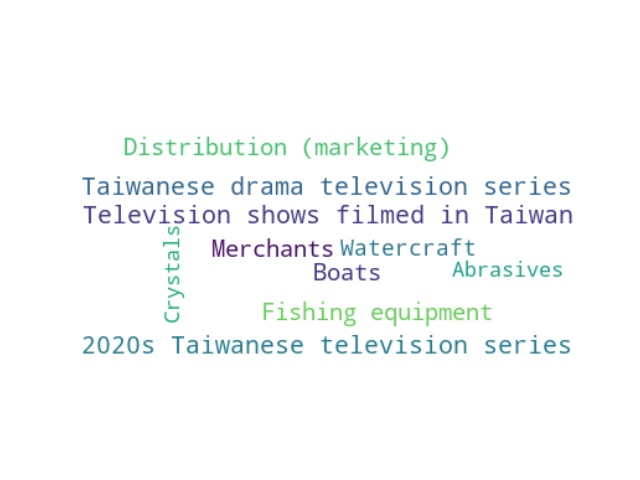 Distribution (marketing)
Taiwanese drama television series
Television shows filmed in Taiwan
Crystals
Merchants
Watercraft
Boats
Abrasives
Fishing equipment
2020s Taiwanese television series